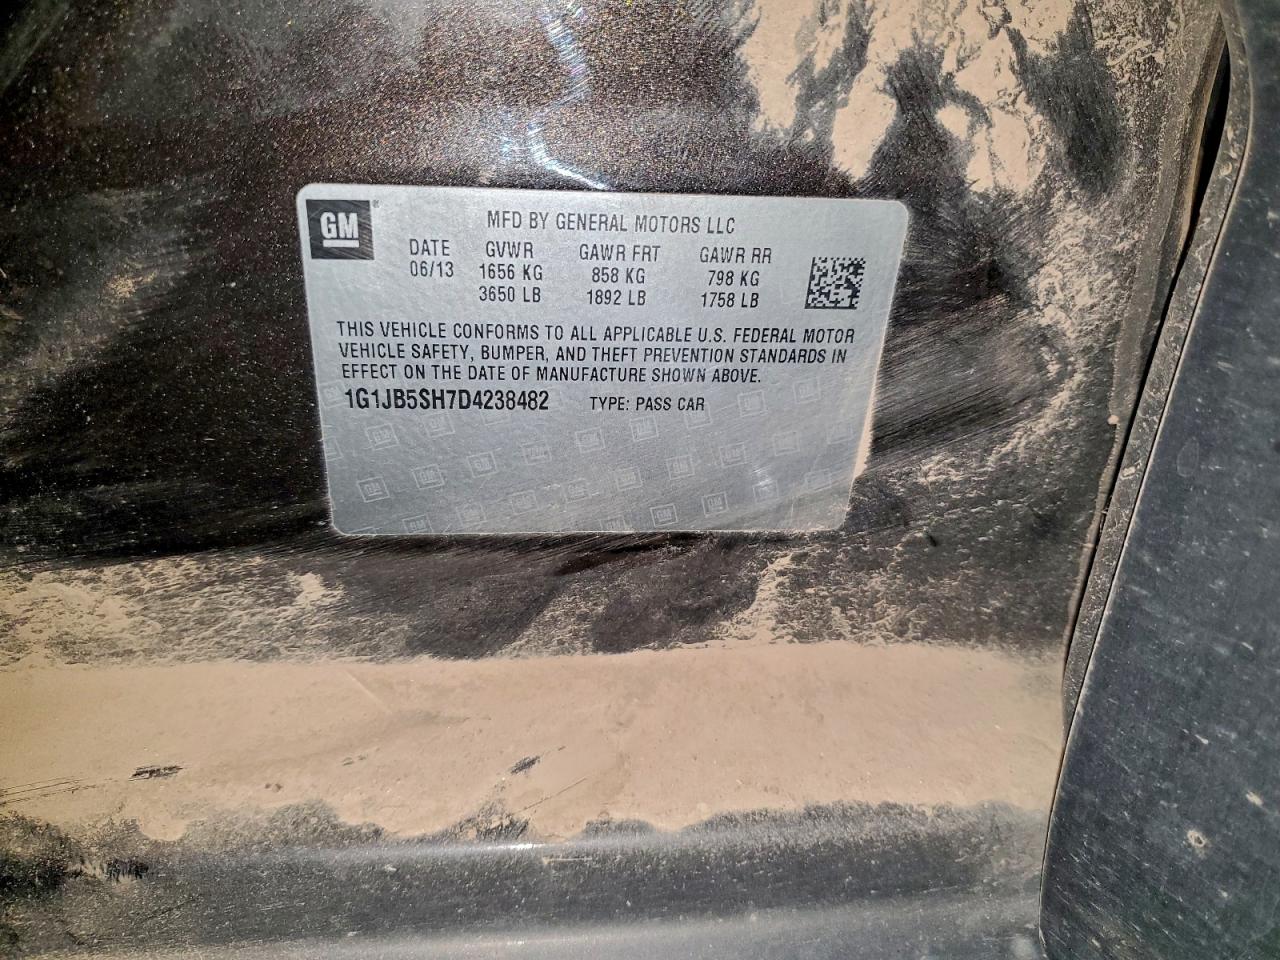 GM®
MFD BY GENERAL MOTORS LLC
DATE GVWR GAWR FRT GAWR RR
06/13 1656 KG 858 KG 798 KG
3650 LB 1892 LB 1758 LB
THIS VEHICLE CONFORMS TO ALL APPLICABLE U.S. FEDERAL MOTOR
VEHICLE SAFETY, BUMPER, AND THEFT PREVENTION STANDARDS IN
EFFECT ON THE DATE OF MANUFACTURE SHOWN ABOVE.
1G1JB5SH7D4238482 TYPE: PASS CAR